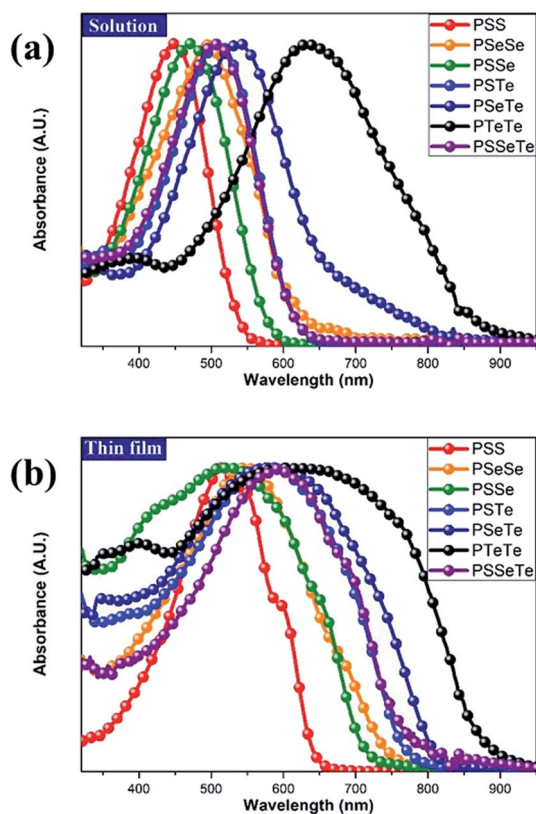 Solution
(a)
PSS
PSeSe
PSSe
PSTe
PSeTe
PTeTe
PSSeTe
Absorbance (A.U.)
400 500 600 700 800 900
Wavelength (nm)
Thin film
(b)
PSS
PSeSe
PSSe
PSTe
PSeTe
PTeTe
PSSeTe
Absorbance (A.U.)
400 500 600 700 800 900
Wavelength (nm)